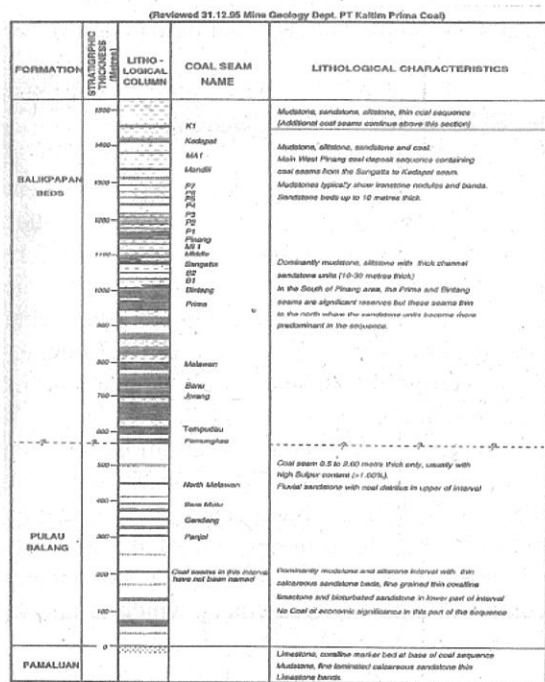 (Reviewed 31.12.95 Mine Geology Dept. PT Kaltim Prima Coal)
FORMATION
STRATIGRPHIC THICKNESS (Metres)
LITHO - LOGICAL COLUMN
COAL SEAM NAME
LITHOLOGICAL CHARACTERISTICS
1500
Mudstone, sandstone, siltstone, thin coal sequence
K1
(Additional coal seams continue above this section)
1400
Kedapat
Mudstone, siltstone, sandstone and coal.
MA1
Main West Pinang coal deposit sequence containing
Mandili
coal seams from the Sangatta to Kedapat seam.
BALIKPAPAN BEDS
1300
P7
Mudstones typically show ironstone nodules and bands.
P6
P5
Sandstone beds up to 10 metres thick.
P4
1200
P3
P2
P1
Pinang
M1
1100
Middle
Sangatta
Dominantly mudstone, siltstone with thick channel
B2
sandstone units (10-30 metres thick)
B1
1000
Bintang
In the South of Pinang area, the Prima and Bintang
Prima
seams are significant reserves but these seams thin
to the north where the sandstone units become more
900
predominant in the sequence.
800
Melawan
Banu
700
Jorang
600
Tempudau
Pamungkas
? ? ? ?
500
Coal seam 0.5 to 2.60 metre thick only, usually with
high Sulpur content (>1.00%).
North Melawan
Fluvial sandstone with coal detritus in upper of interval
400
Bara Mutu
Gendang
PULAU BALANG
300
Panjol
200
Coal seams in this interval
have not been named
Dominantly mudstone and siltstone interval with thin
calcareous sandstone beds, fine grained thin coralline
limestone and bioturbated sandstone in lower part of interval
100
No Coal of economic significance in this part of the sequence
0
PAMALUAN
Limestone, coralline marker bed at base of coal sequence
Mudstone, fine laminated calcareous sandstone thin
Limestone bands.